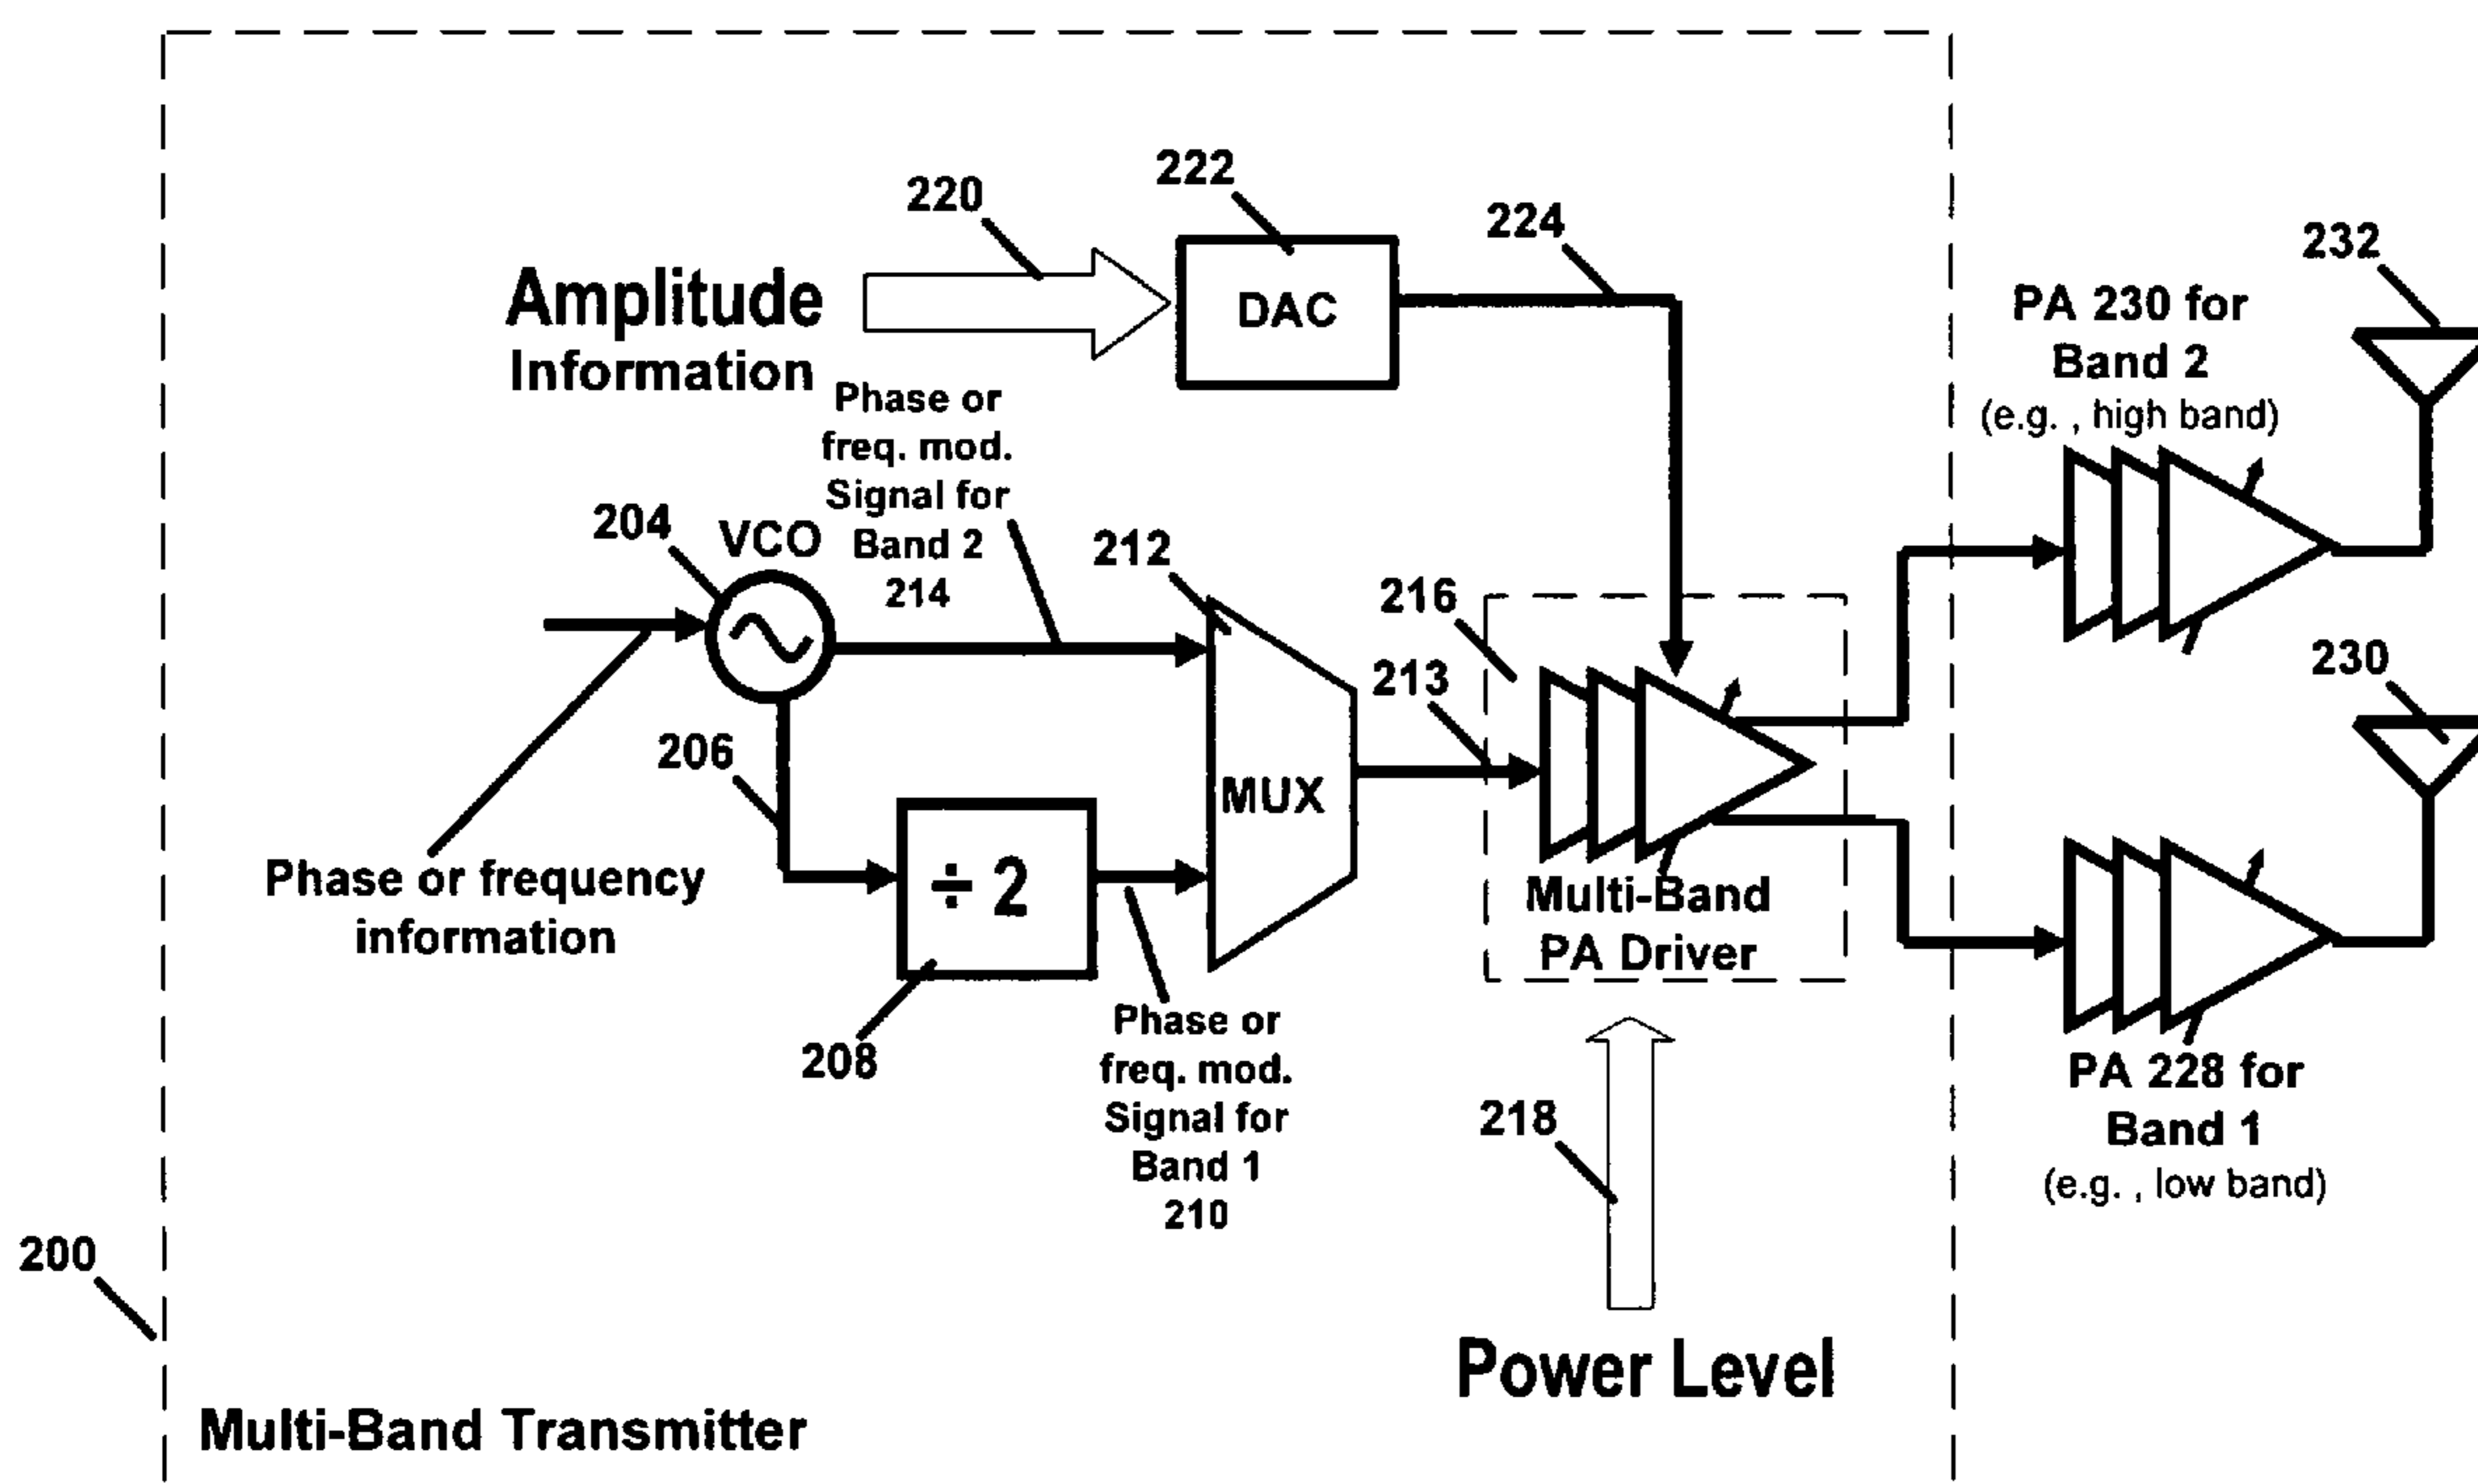 220
222
224
232
Amplitude
Information
DAC
PA 230 for
Band 2
(e.g. , high band)
Phase or
freq. mod.
Signal for
Band 2
214
204
VCO
212
216
213
230
206
MUX
÷ 2
Phase or frequency
information
Multi-Band
PA Driver
208
Phase or
freq. mod.
Signal for
Band 1
210
218
PA 228 for
Band 1
(e.g. , low band)
200
Power Level
Multi-Band Transmitter